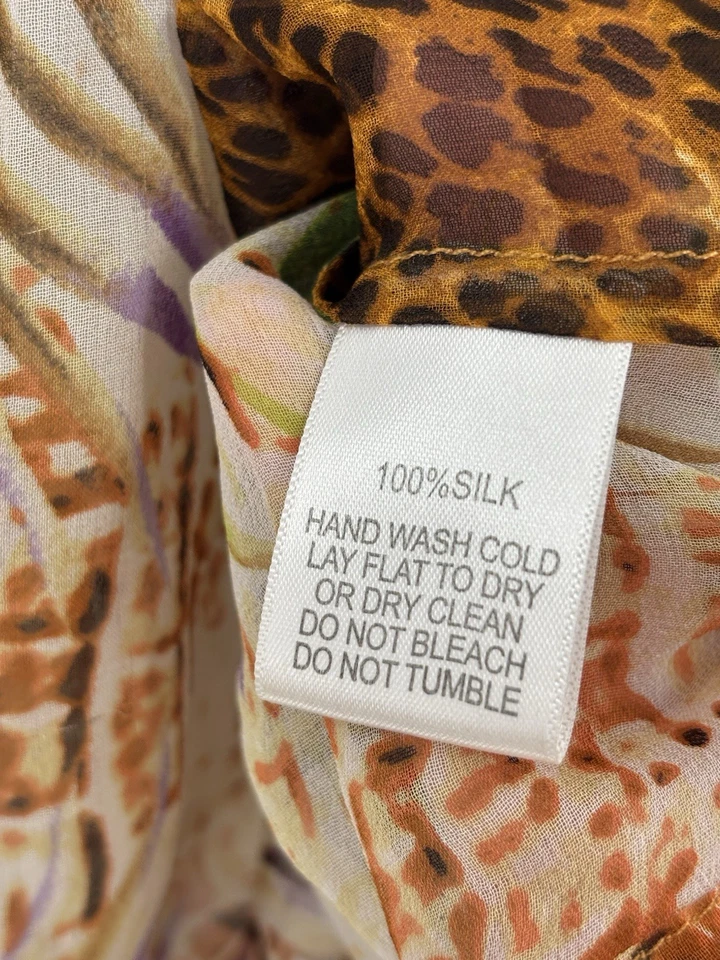 100%SILK
HAND WASH COLD
LAY FLAT TO DRY
OR DRY CLEAN
DO NOT BLEACH
DO NOT TUMBLE